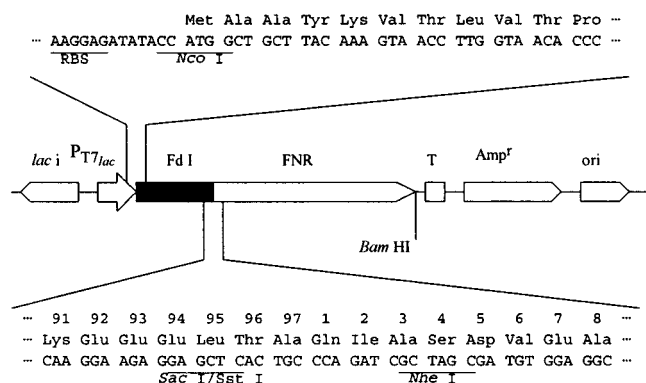 Met Ala Ala Tyr Lys Val Thr Leu Val Thr Pro ···
··· AAGGAGATATACC ATGG CTGCT TAC AAA GTA ACC TTG GTA ACA CCC ···
RBS Nco I
lac i PT7lac Fd I FNR T Ampr ori
Bam HI
··· 91 92 93 94 95 96 97 1 2 3 4 5 6 7 8 ···
··· Lys Glu Glu Glu Leu Thr Ala Gln Ile Ala Ser Asp Val Glu Ala ···
CAA GGA AGA GGA GCT CAC TGC CCA GAT CGC TAG CGA TGT GGA GGC
Sac I/Sst I Nhe I